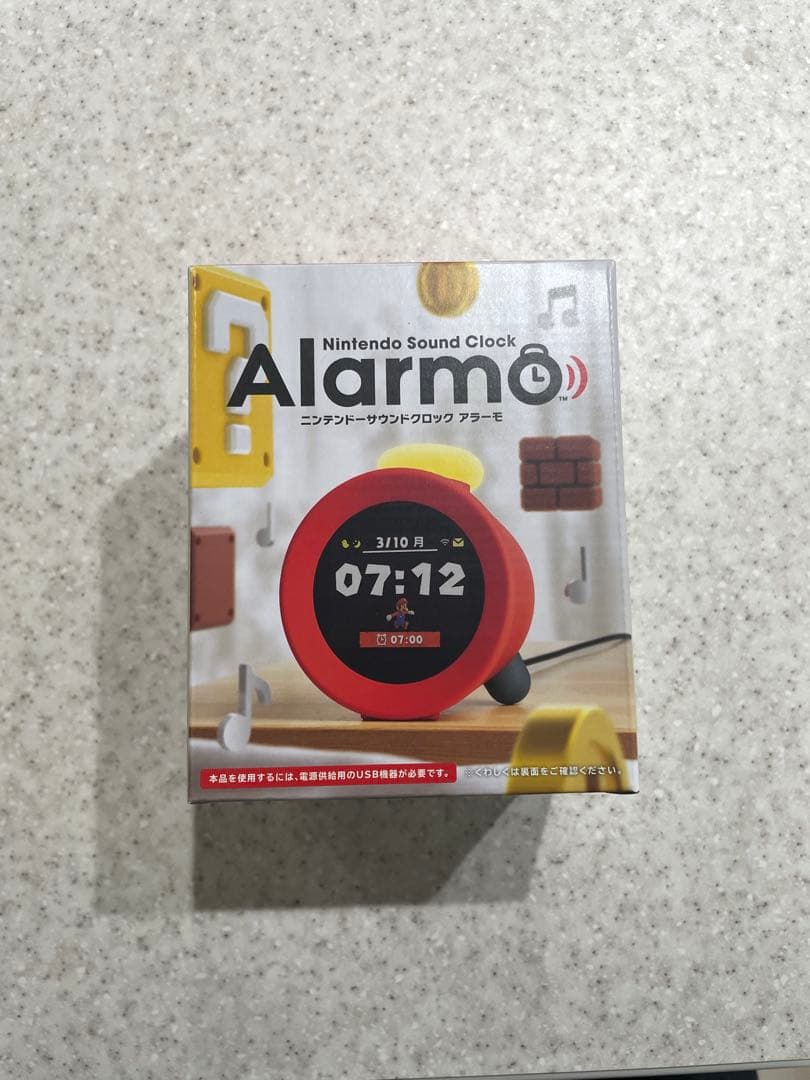 Nintendo Sound Clock
Alarmo
TM
ニンテンドーサウンドクロック アラーモ
3/10 月
07:12
07:00
本品を使用するには、電源供給用のUSB機器が必要です。 ※くわしくは裏面をご確認ください。